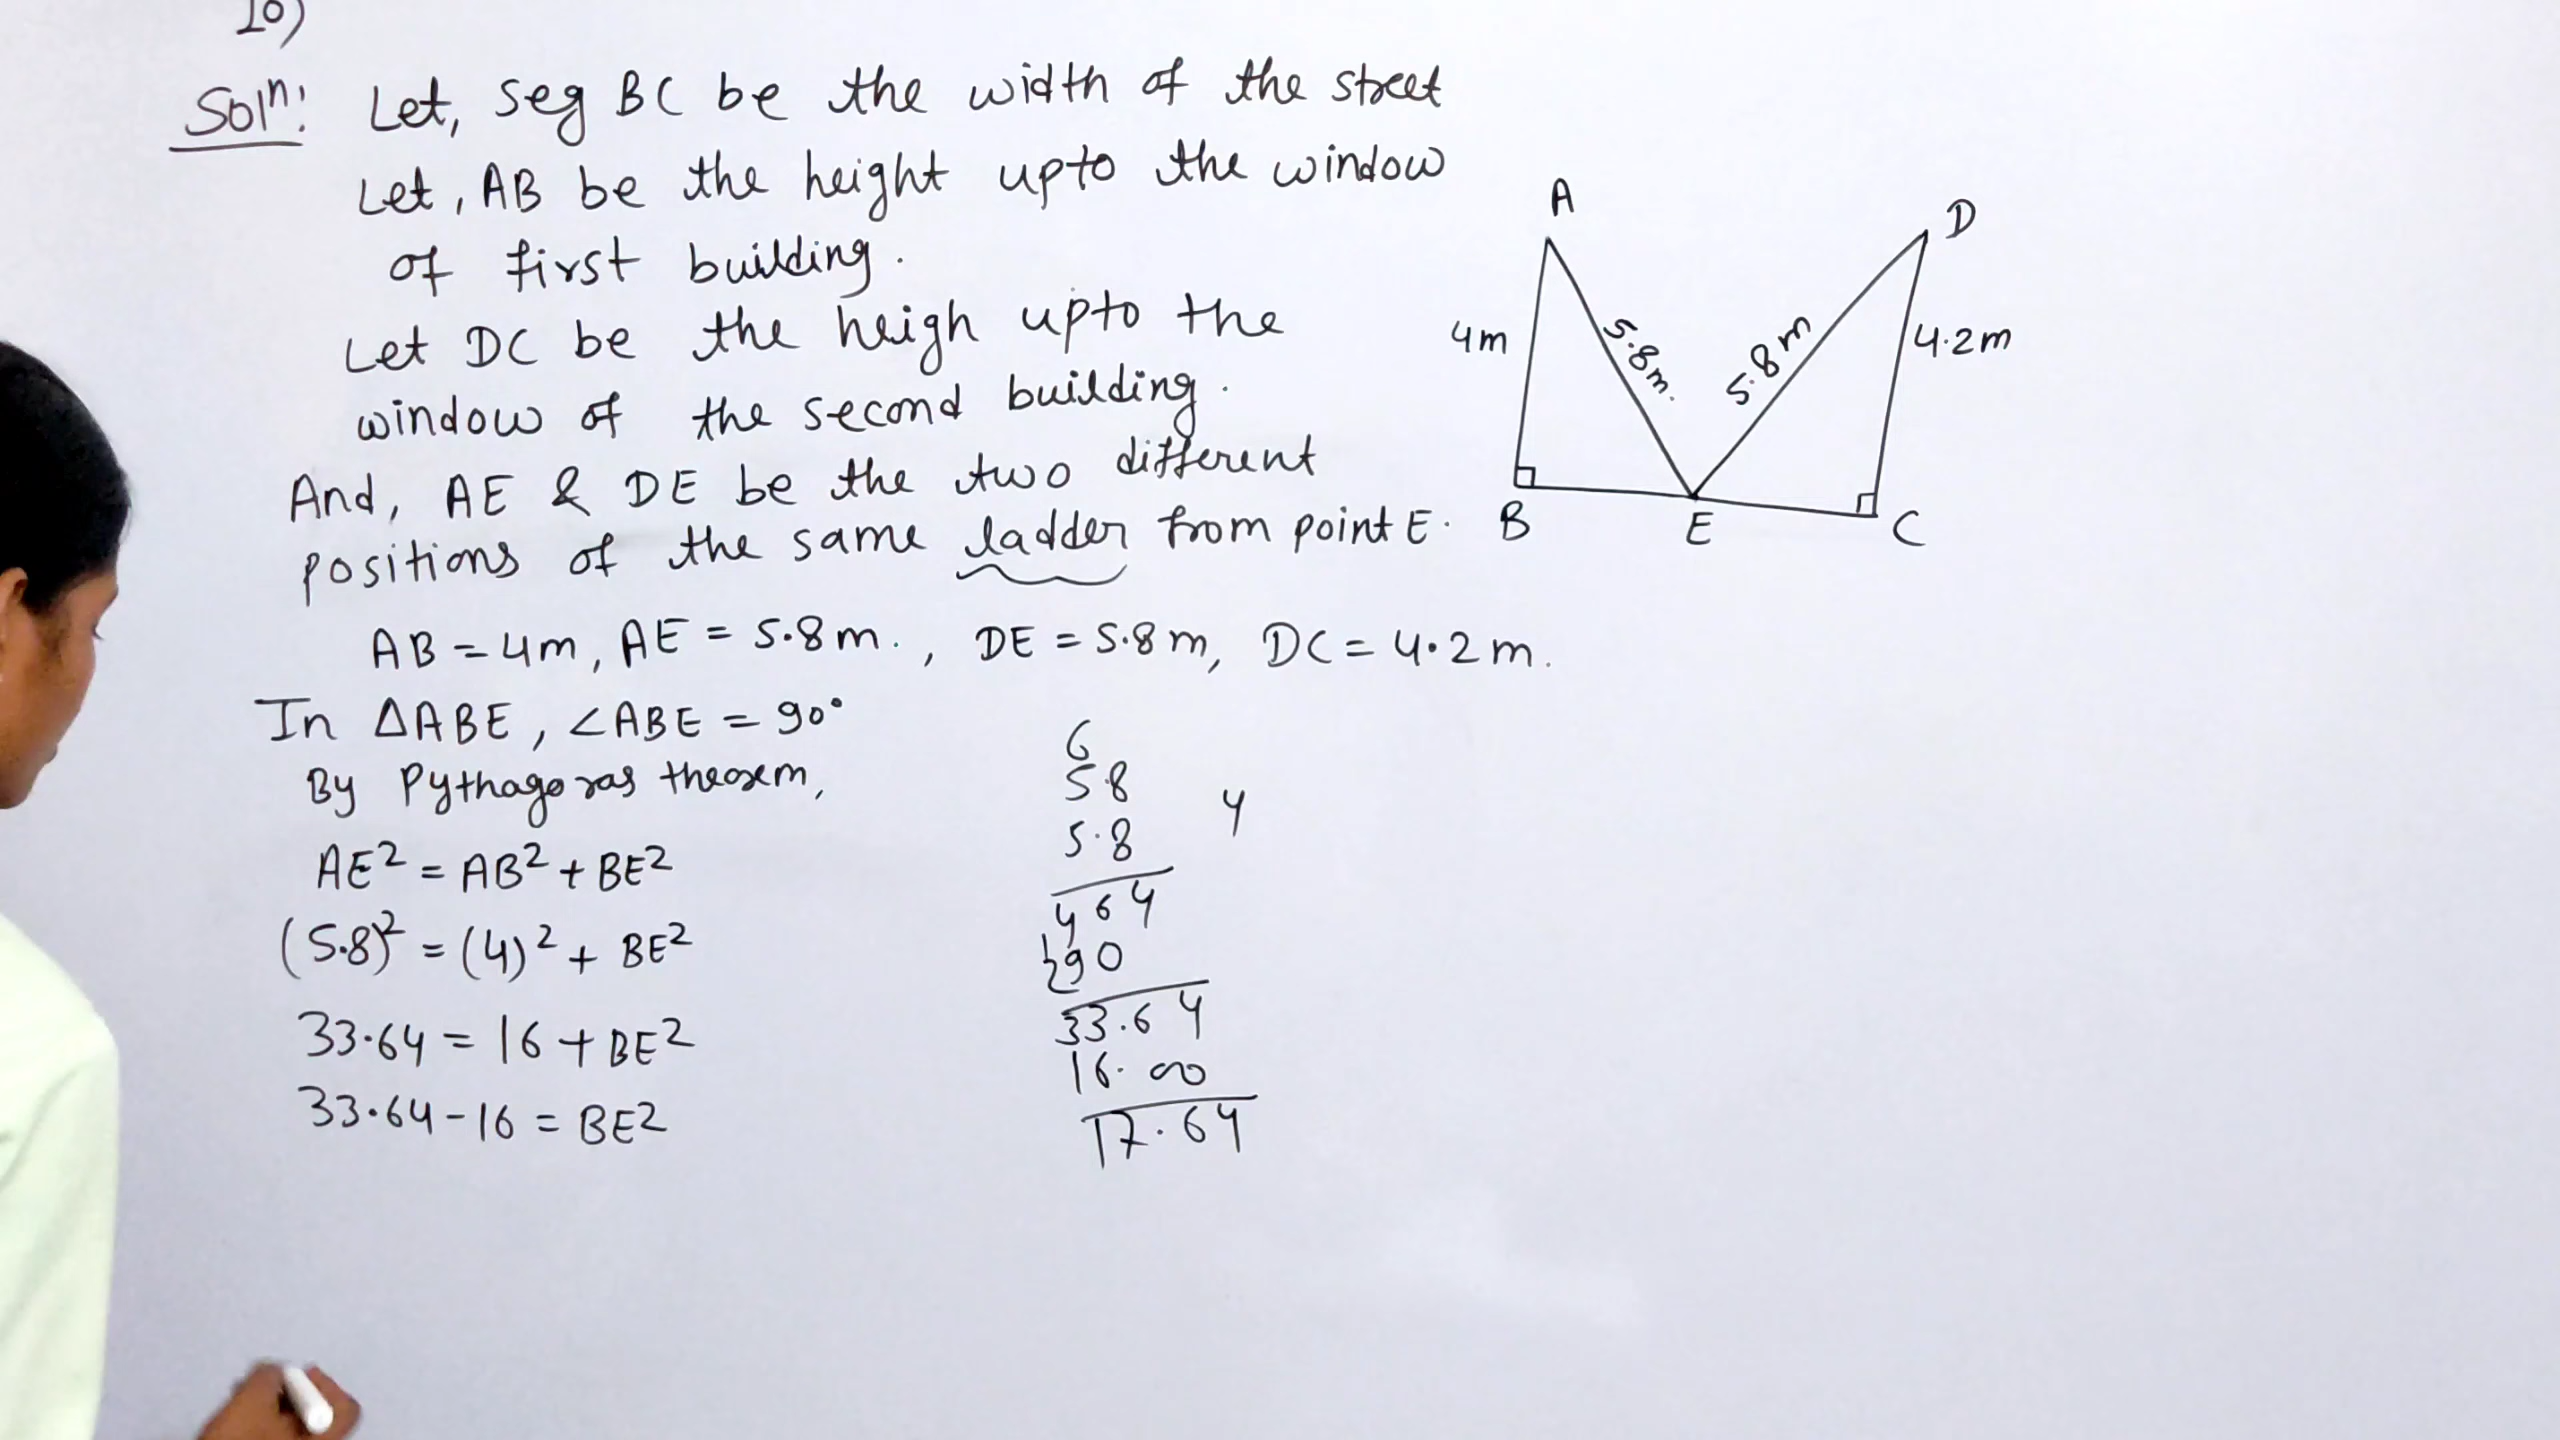 10)
Solⁿ: Let, seg BC be the width of the street
Let, AB be the height upto the window
of first building.
Let DC be the heigh upto the
window of the second building.
And, AE & DE be the two different
positions of the same ladder from point E.
AB = 4m, AE = 5.8m., DE = 5.8m, DC = 4.2m.
In △ABE, ∠ABE = 90°
By Pythagoras theorem,
AE² = AB² + BE²
(5.8)² = (4)² + BE²
33.64 = 16 + BE²
33.64 - 16 = BE²
6
5.8
5.8
4
464
290
33.64
16.00
17.64
A
D
4m
5.8m.
5.8m
4.2m
B
E
C